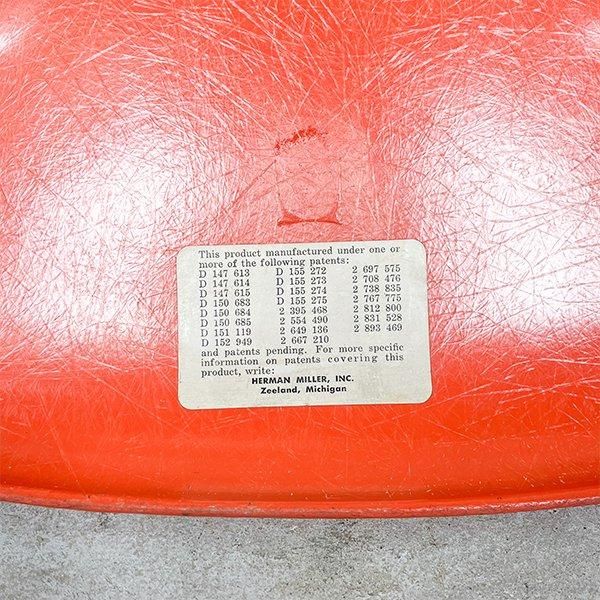 This product manufactured under one or
more of the following patents:
D 147 613 D 155 272 2 697 575
D 147 614 D 155 273 2 708 476
D 147 615 D 155 274 2 738 835
D 150 683 D 155 275 2 767 775
D 150 684 2 395 468 2 812 800
D 150 685 2 554 490 2 831 528
D 151 119 2 649 136 2 893 469
D 152 949 2 667 210
and patents pending. For more specific
information on patents covering this
product, write:
HERMAN MILLER, INC.
Zeeland, Michigan